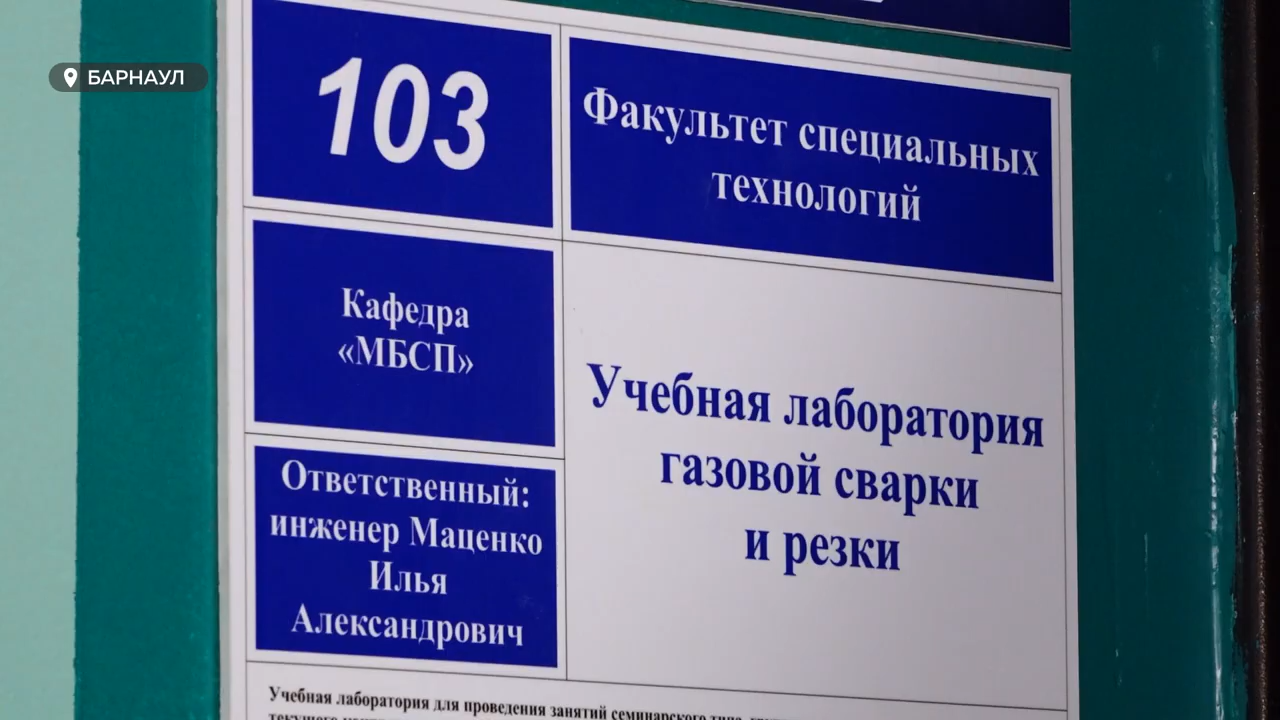 БАРНАУЛ
103
Факультет специальных
технологий
Кафедра
«МБСП»
Учебная лаборатория
газовой сварки
и резки
Ответственный:
инженер Маценко
Илья
Александрович
Учебная лаборатория для проведения занятий семинарского типа,